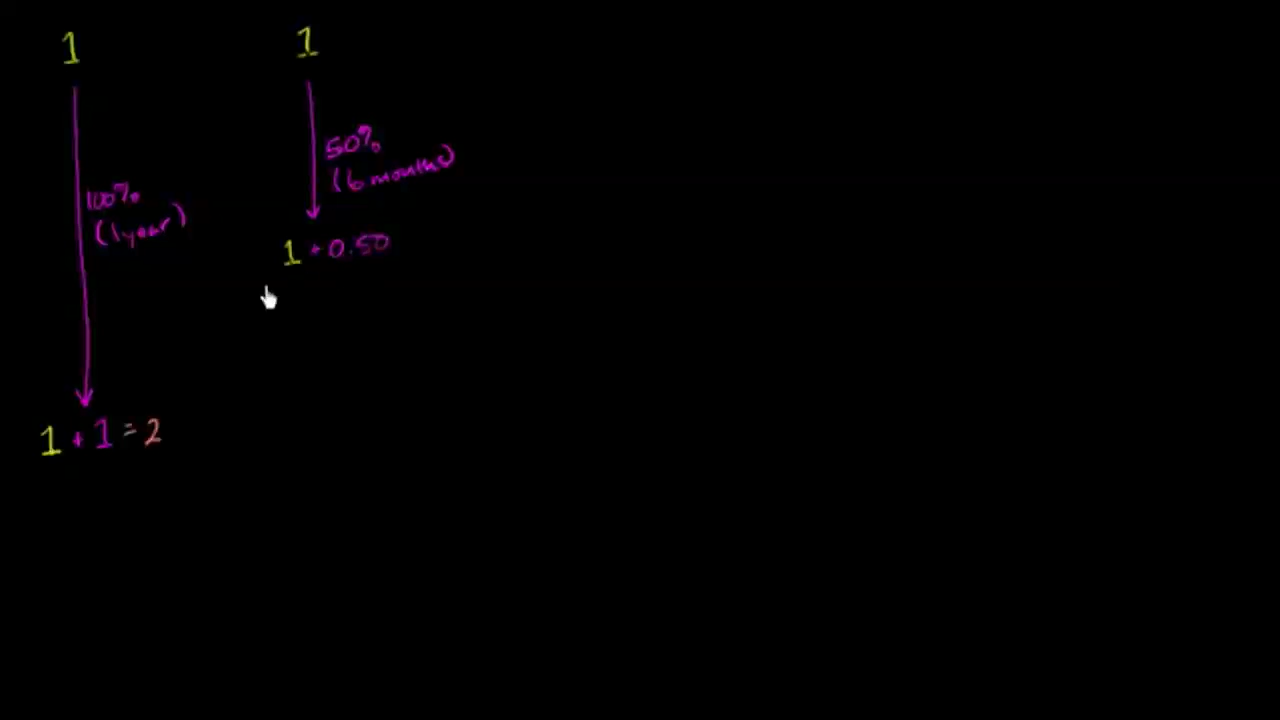 1
100%
(1 year)
1 + 1 = 2
1
50%
(6 months)
1 + 0.50